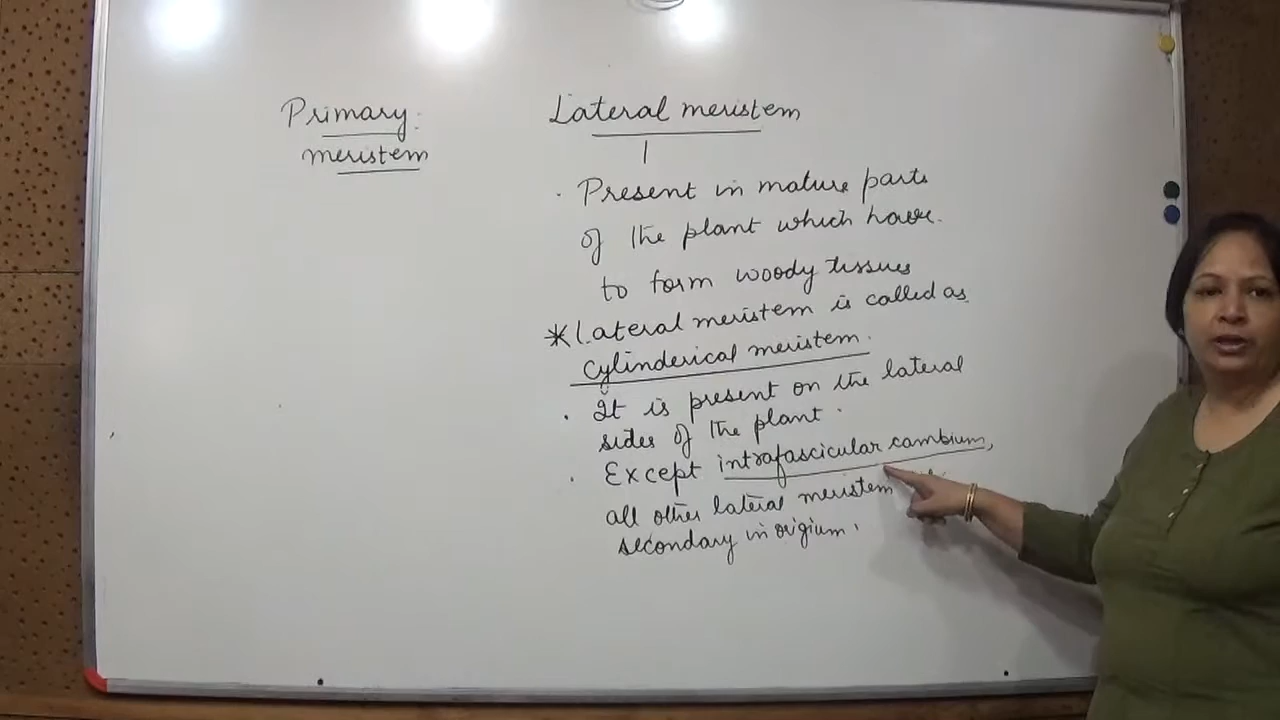 Primary
meristem
Lateral meristem
Present in mature parts
of the plant which have
to form woody tissues
* Lateral meristem is called as
cylinderical meristem.
. It is present on the lateral
sides of the plant.
. Except intrafascicular cambium,
all other lateral meristem
secondary in origium.